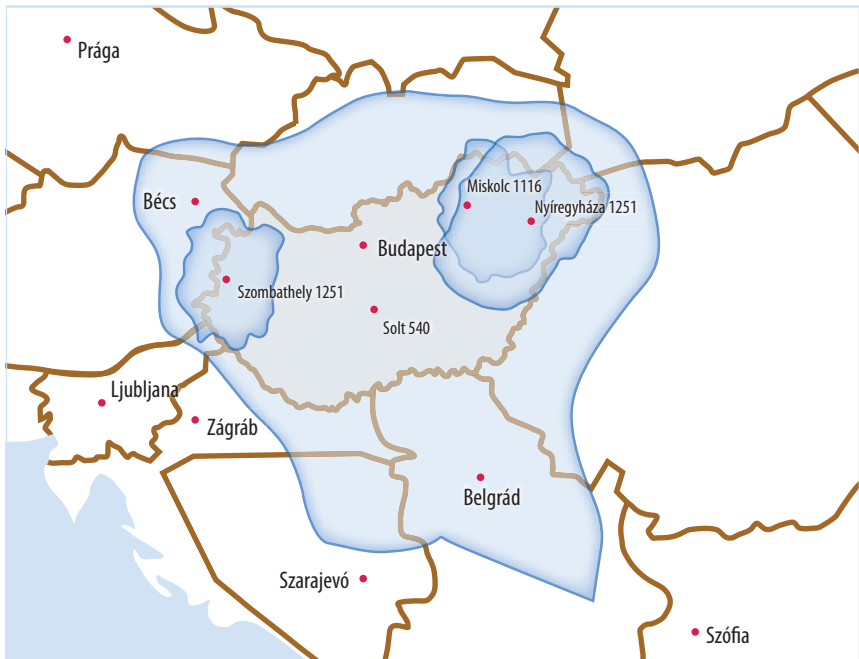 Prága
Miskolc 1116
Bécs
Nyíregyháza 1251
Budapest
Szombathely 1251
Solt 540
Ljubljana
Zágráb
Belgrád
Szarajevó
Szófia